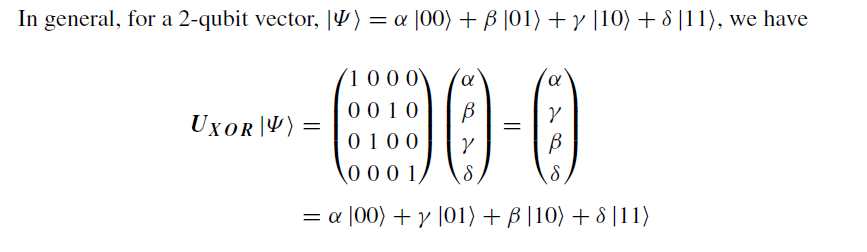 In general, for a 2-qubit vector, |Ψ⟩ = α |00⟩ + β |01⟩ + γ |10⟩ + δ |11⟩, we have
U_XOR |Ψ⟩ = (1 0 0 0; 0 0 1 0; 0 1 0 0; 0 0 0 1) (α; β; γ; δ) = (α; γ; β; δ)
= α |00⟩ + γ |01⟩ + β |10⟩ + δ |11⟩